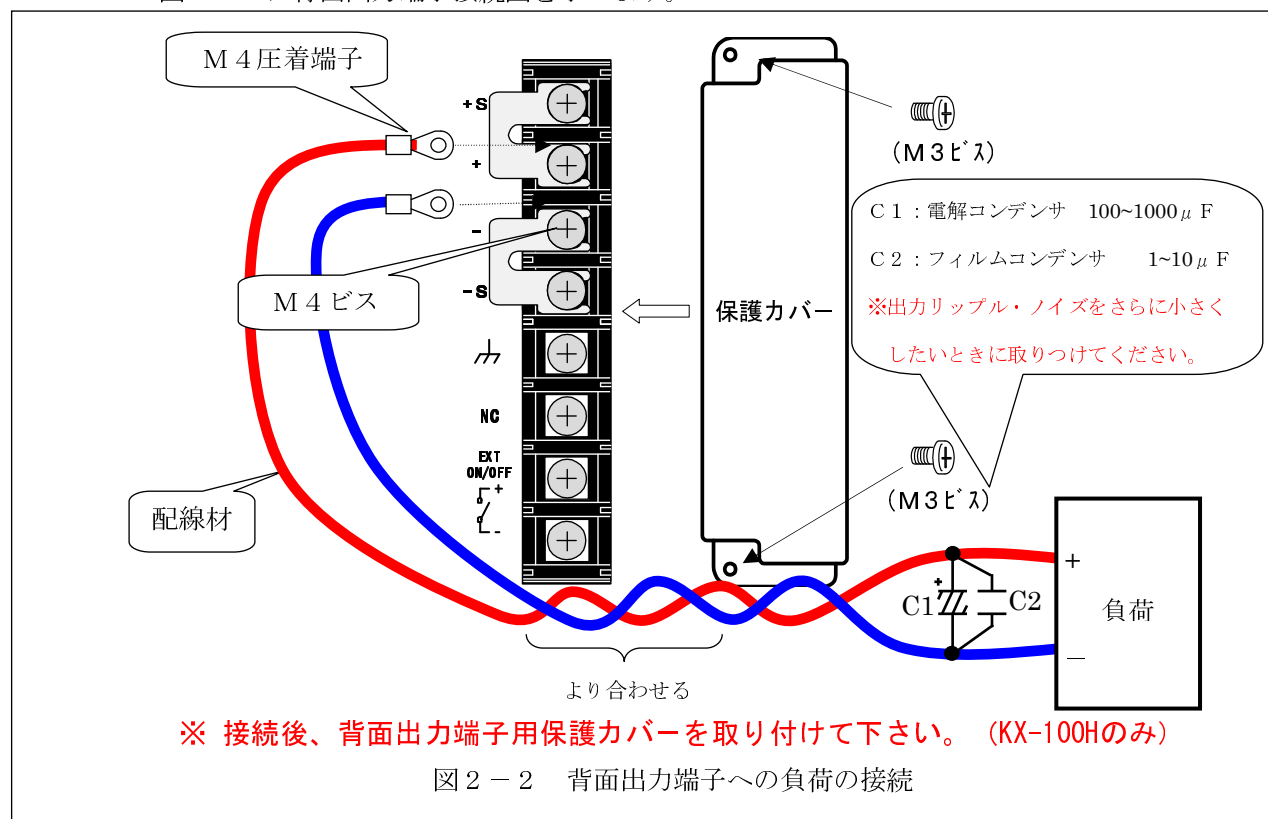 M4圧着端子
+S
+
-
-S
NC
EXT
ON/OFF
+
-
M4ビス
配線材
保護カバー
(M3ﾋﾞｽ)
C1:電解コンデンサ 100~1000μF
C2:フィルムコンデンサ 1~10μF
※出力リップル・ノイズをさらに小さく
したいときに取りつけてください。
(M3ﾋﾞｽ)
+
C1
C2
+
負荷
－
より合わせる
※ 接続後、背面出力端子用保護カバーを取り付けて下さい。(KX-100Hのみ)
図2－2 背面出力端子への負荷の接続